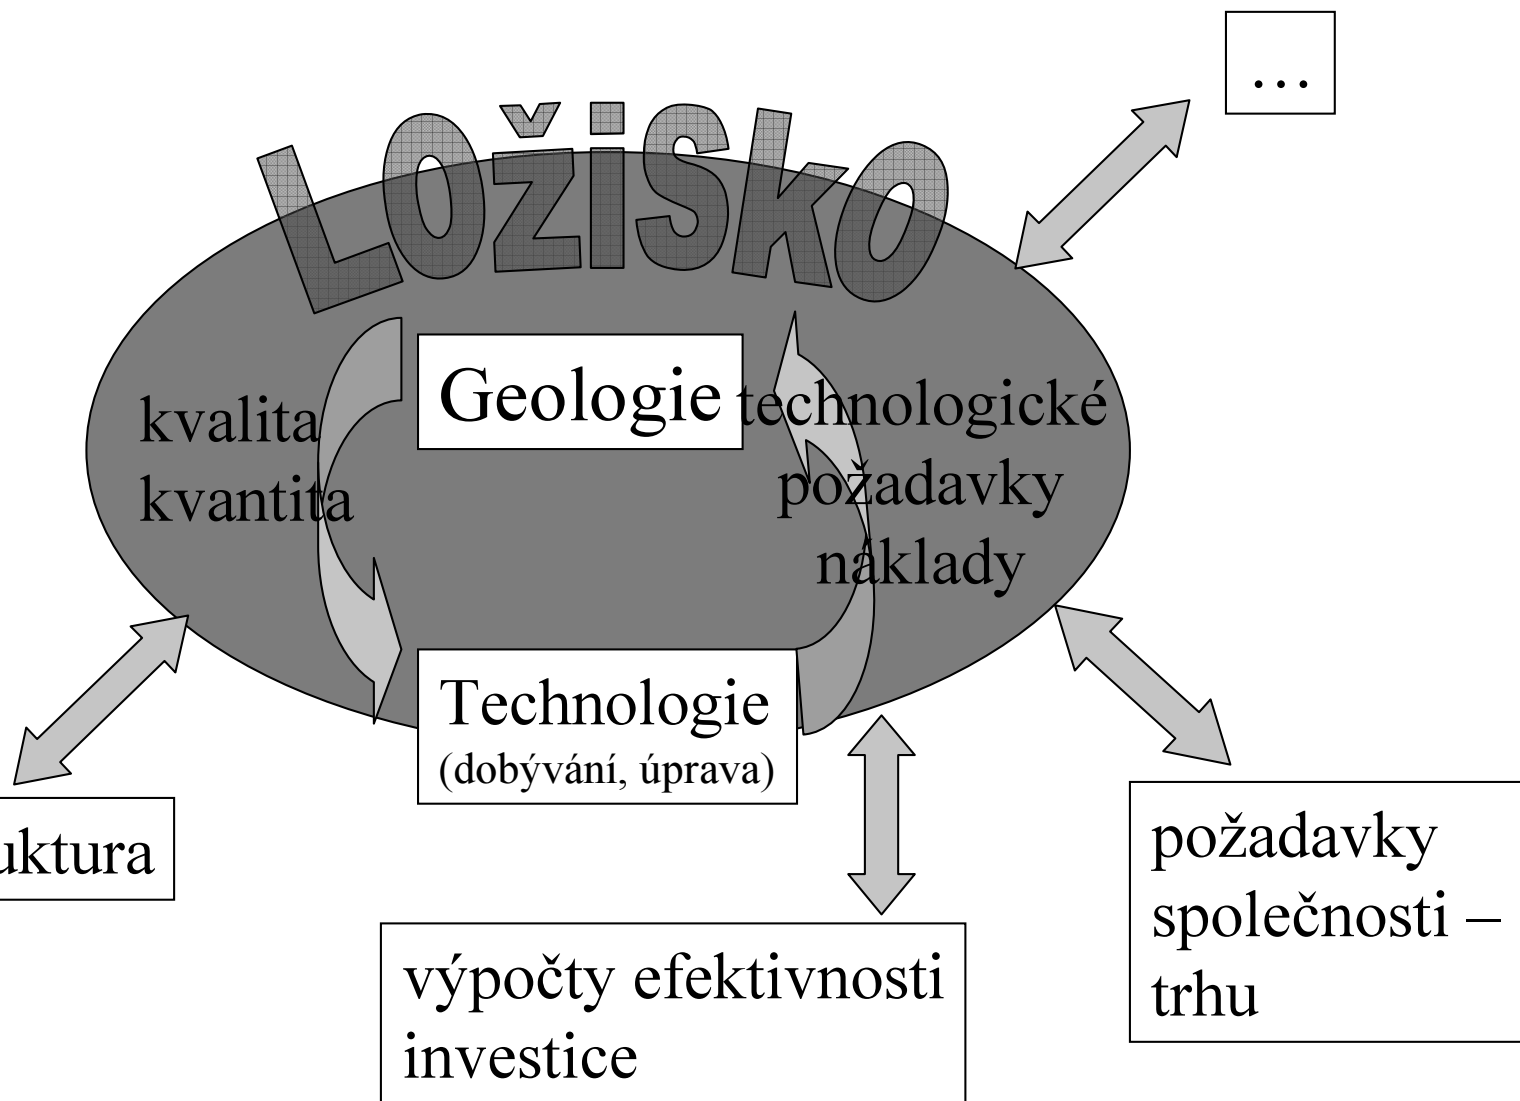 …
Ložisko
Geologie
kvalita
kvantita
technologické
požadavky
náklady
Technologie
(dobývání, úprava)
uktura
výpočty efektivnosti
investice
požadavky
společnosti –
trhu